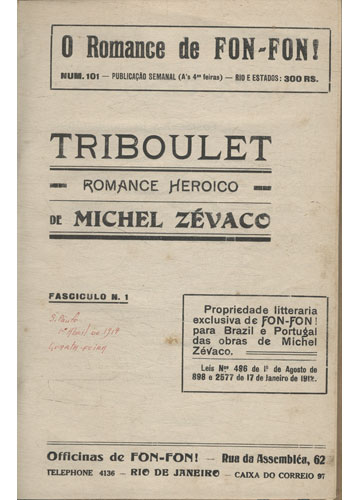 O Romance de FON-FON!
NUM. 101 — PUBLICAÇÃO SEMANAL (A's 4as feiras) — RIO E ESTADOS: 300 RS.
TRIBOULET
ROMANCE HEROICO
DE MICHEL ZÉVACO
FASCICULO N. 1
S. Paulo
Propriedade litteraria
exclusiva de FON-FON!
para Brazil e Portugal
das obras de Michel
Zévaco.
Leis Nos 496 de 1º de Agosto de
898 e 2577 de 17 de Janeiro de 1912.
Officinas de FON-FON! — Rua da Assembléa, 62
TELEPHONE 4136 — RIO DE JANEIRO — CAIXA DO CORREIO 97